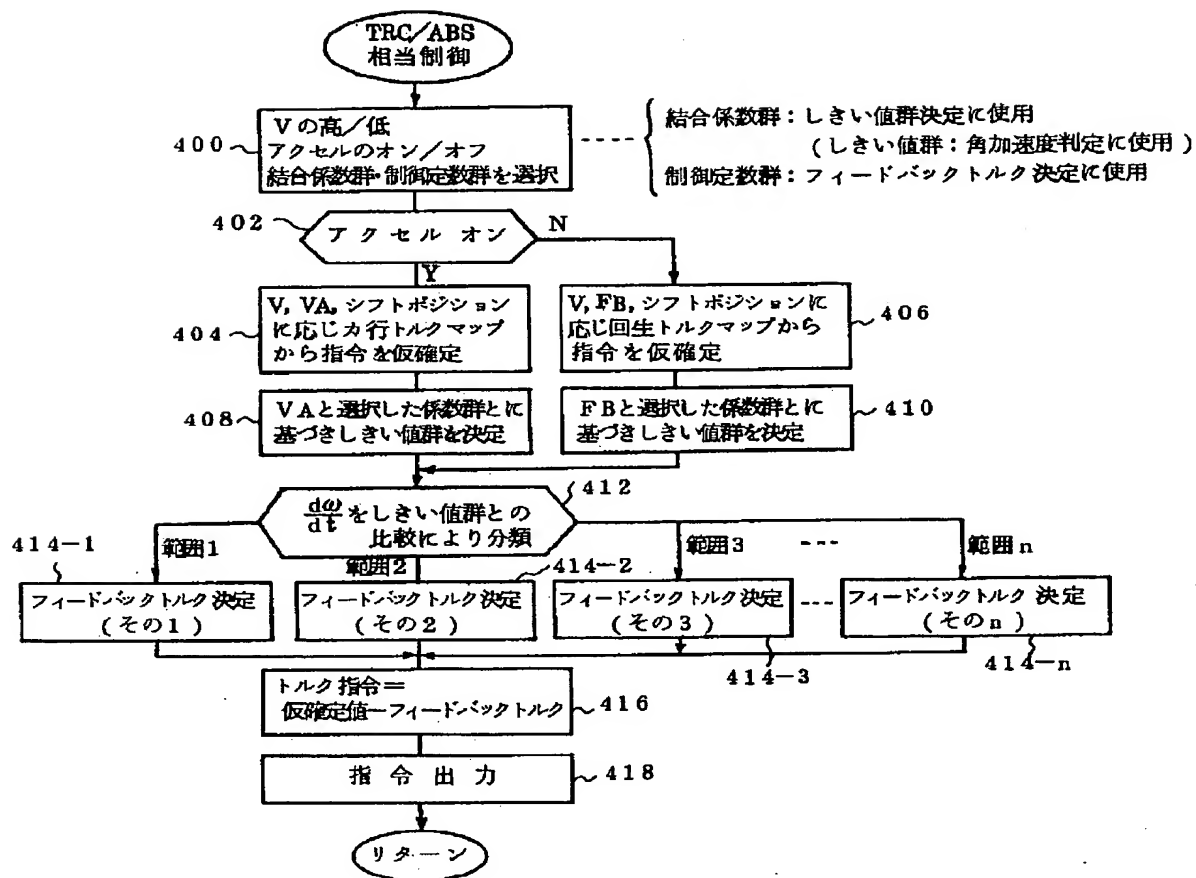 TRC/ABS
相当制御
400
Vの高/低
アクセルのオン/オフ
結合係数群・制御定数群を選択
結合係数群:しきい値群決定に使用
(しきい値群:角加速度判定に使用)
制御定数群:フィードバックトルク決定に使用
402
アクセル オン
N
Y
404
V, VA, シフトポジション
に応じカ行トルクマップ
から指令を仮確定
V, FB, シフトポジションに
応じ回生トルクマップから
指令を仮確定
406
408
VAと選択した係数群とに
基づきしきい値群を決定
FBと選択した係数群とに
基づきしきい値群を決定
410
412
dω/dtをしきい値群との
比較により分類
414-1
範囲1
範囲2
414-2
範囲3
範囲n
フィードバックトルク決定
(その1)
フィードバックトルク決定
(その2)
フィードバックトルク決定
(その3)
フィードバックトルク決定
(そのn)
414-3
414-n
トルク指令=
仮確定値-フィードバックトルク
416
指令出力
418
リターン